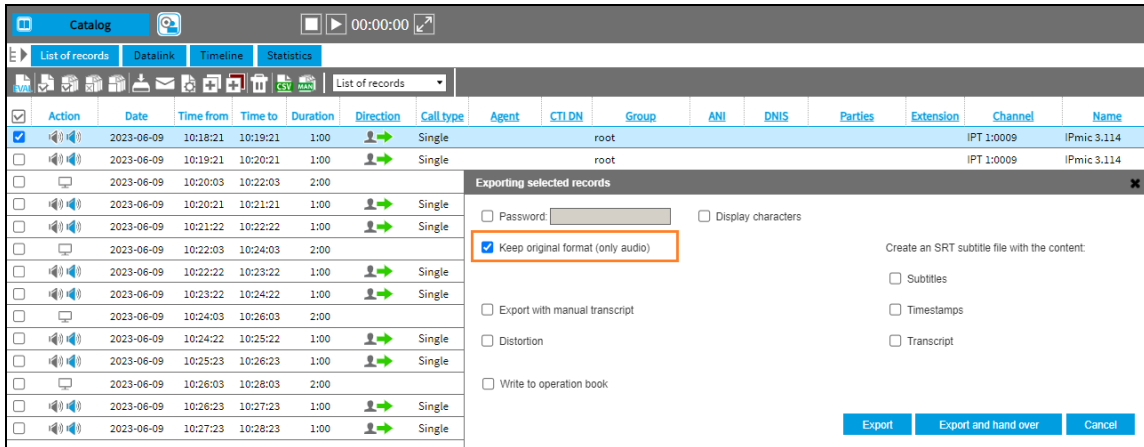 Catalog 00:00:00
List of records Datalink Timeline Statistics
EVAL CSV MAN List of records
Action Date Time from Time to Duration Direction Call type Agent CTI DN Group ANI DNIS Parties Extension Channel Name
2023-06-09 10:18:21 10:19:21 1:00 Single root IPT 1:0009 IPmic 3.114
2023-06-09 10:19:21 10:20:21 1:00 Single root IPT 1:0009 IPmic 3.114
2023-06-09 10:20:03 10:22:03 2:00
Exporting selected records
2023-06-09 10:20:21 10:21:21 1:00 Single
Password: Display characters
2023-06-09 10:21:22 10:22:22 1:00 Single
2023-06-09 10:22:03 10:24:03 2:00
Keep original format (only audio) Create an SRT subtitle file with the content:
2023-06-09 10:22:22 10:23:22 1:00 Single
Subtitles
2023-06-09 10:23:22 10:24:22 1:00 Single
Export with manual transcript Timestamps
2023-06-09 10:24:03 10:26:03 2:00
2023-06-09 10:24:22 10:25:22 1:00 Single
Distortion Transcript
2023-06-09 10:25:23 10:26:23 1:00 Single
2023-06-09 10:26:03 10:28:03 2:00
Write to operation book
2023-06-09 10:26:23 10:27:23 1:00 Single
2023-06-09 10:27:23 10:28:23 1:00 Single
Export Export and hand over Cancel